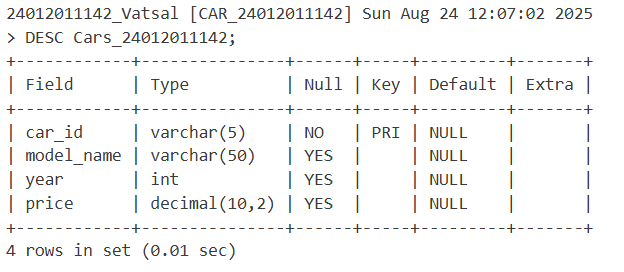 24012011142_Vatsal [CAR_24012011142] Sun Aug 24 12:07:02 2025
> DESC Cars_24012011142;
+------------+---------------+------+-----+---------+-------+
| Field      | Type          | Null | Key | Default | Extra |
+------------+---------------+------+-----+---------+-------+
| car_id     | varchar(5)    | NO   | PRI | NULL    |       |
| model_name | varchar(50)   | YES  |     | NULL    |       |
| year       | int           | YES  |     | NULL    |       |
| price      | decimal(10,2) | YES  |     | NULL    |       |
+------------+---------------+------+-----+---------+-------+
4 rows in set (0.01 sec)